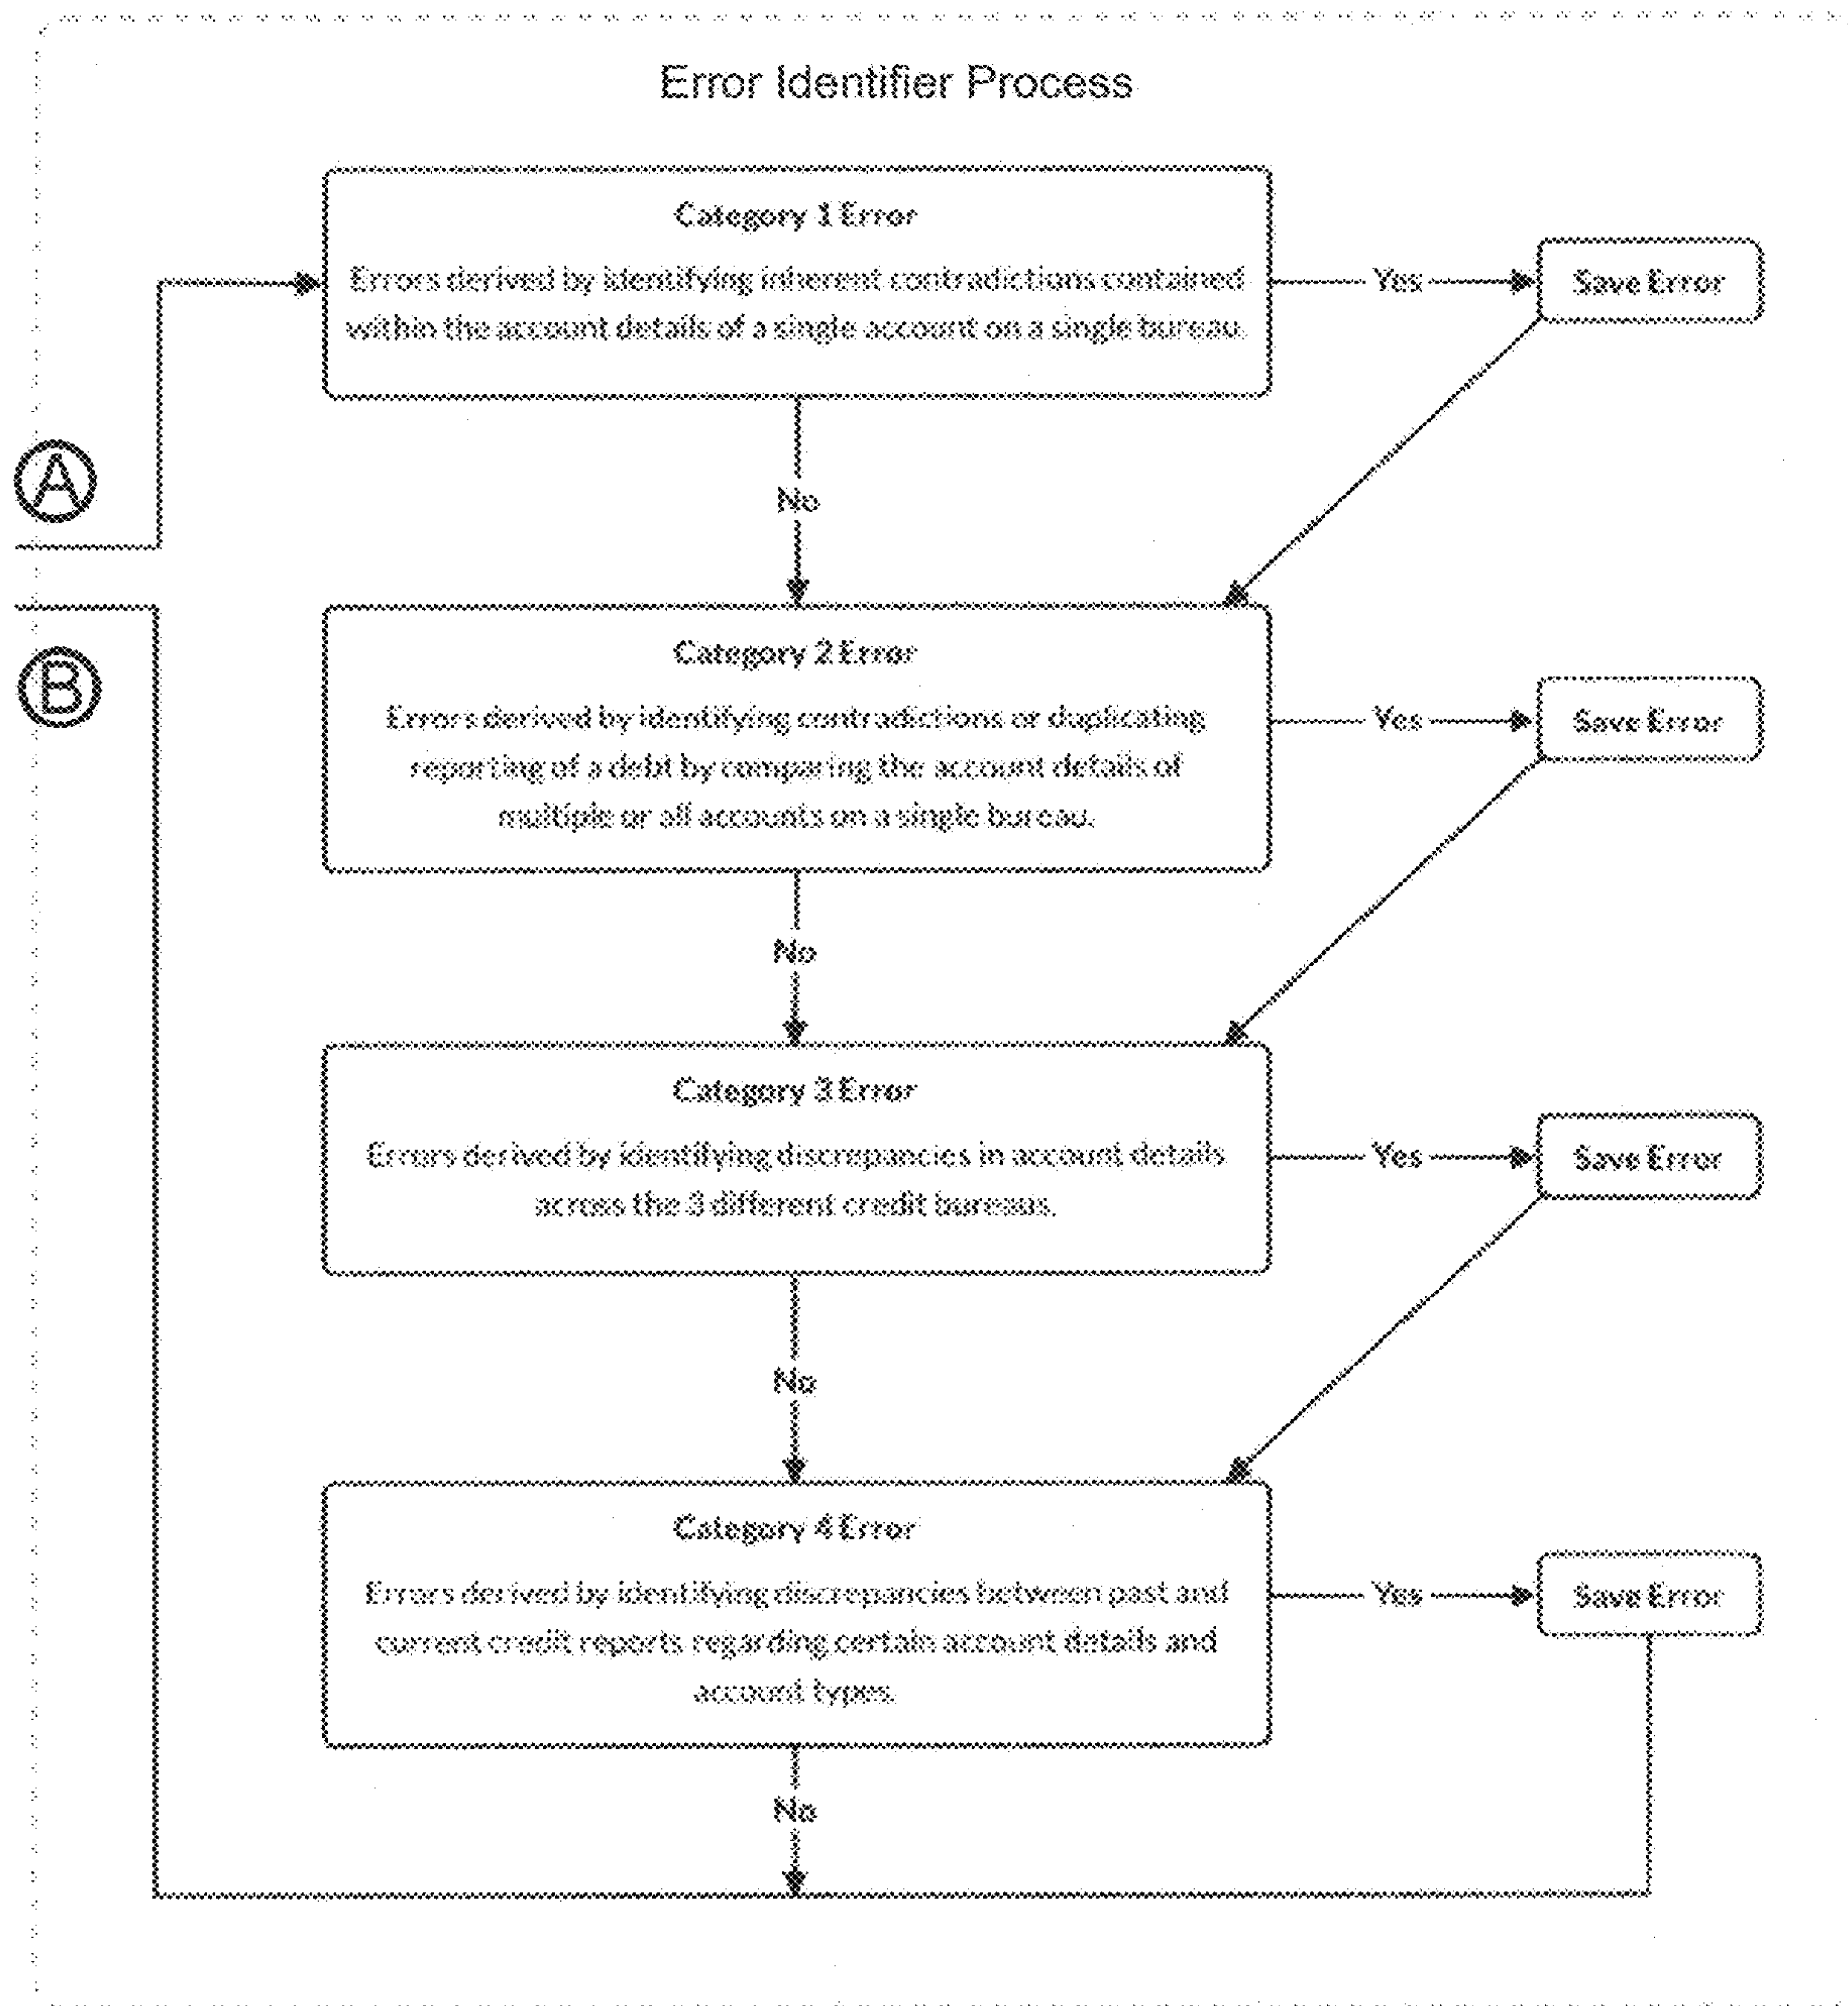 Error Identifier Process
Category 1 Error
Errors derived by identifying inherent contradictions contained
within the account details of a single account on a single bureau.
Yes
Save Error
A
No
B
Category 2 Error
Errors derived by identifying contradictions or duplicating
reporting of a debt by comparing the account details of
multiple or all accounts on a single bureau.
Yes
Save Error
No
Category 3 Error
Errors derived by identifying discrepancies in account details
across the 3 different credit bureaus.
Yes
Save Error
No
Category 4 Error
Errors derived by identifying discrepancies between past and
current credit reports regarding certain account details and
account types.
Yes
Save Error
No